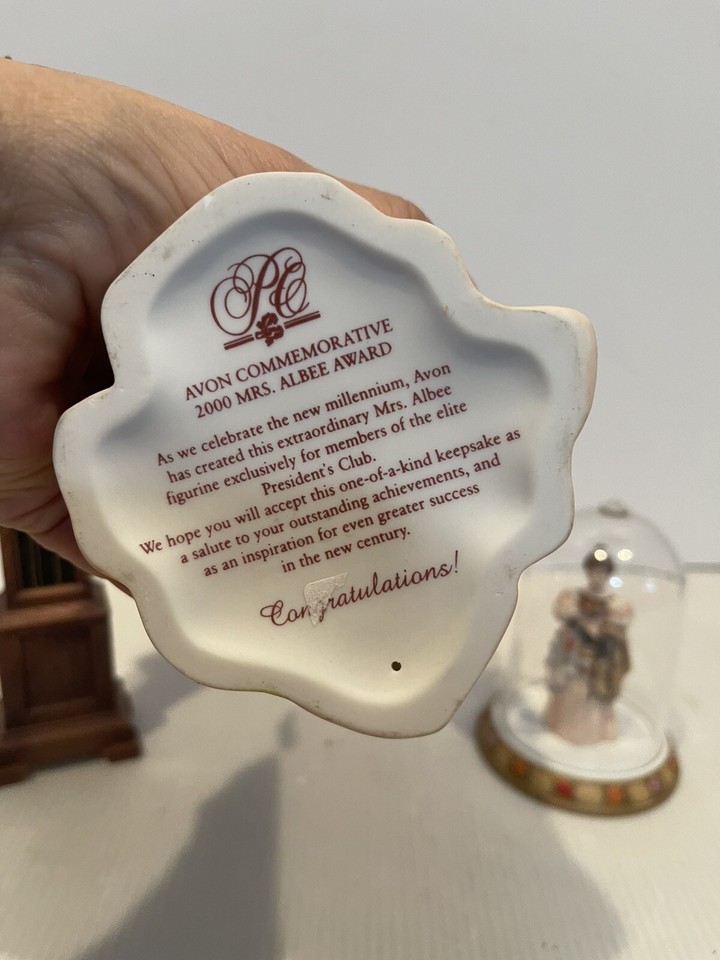 PC
AVON COMMEMORATIVE
2000 MRS. ALBEE AWARD
As we celebrate the new millennium, Avon
has created this extraordinary Mrs. Albee
figurine exclusively for members of the elite
President's Club.
We hope you will accept this one-of-a-kind keepsake as
a salute to your outstanding achievements, and
as an inspiration for even greater success
in the new century.
Congratulations!